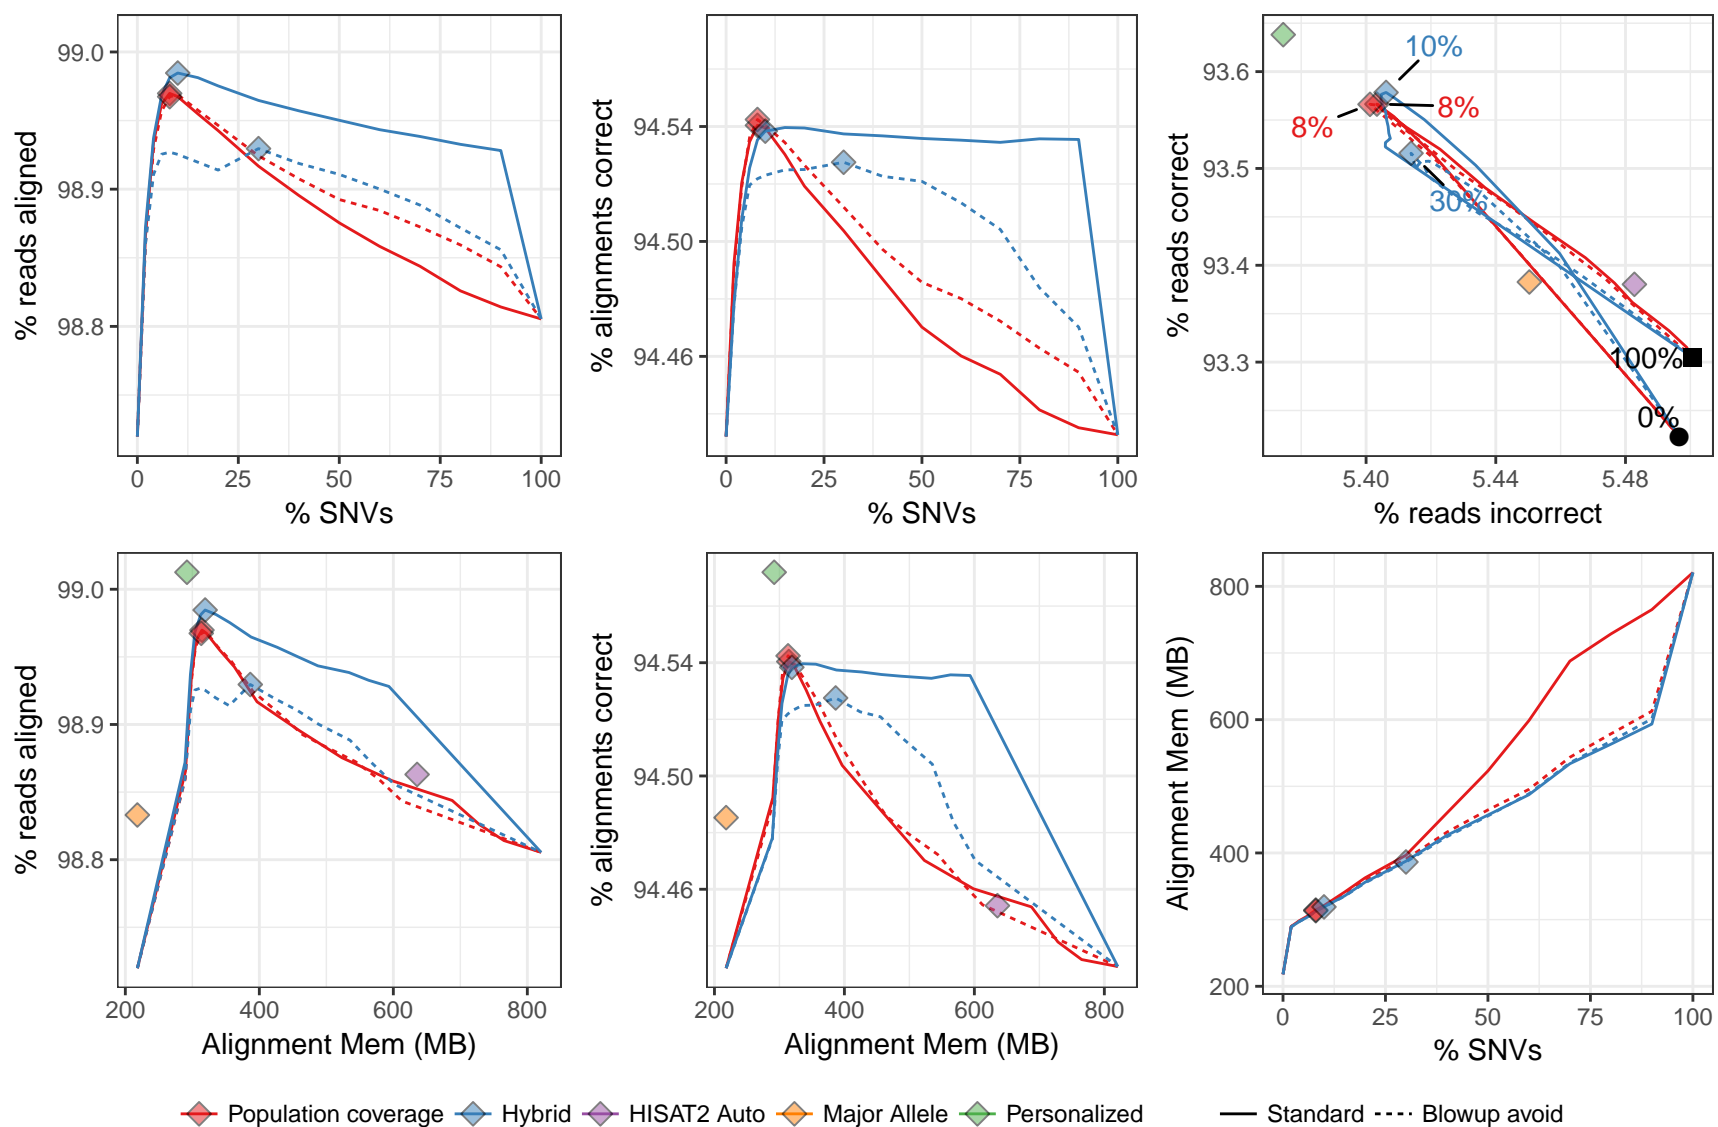 % reads aligned
99.0
98.9
98.8
0 25 50 75 100
% SNVs
% alignments correct
94.54
94.50
94.46
0 25 50 75 100
% SNVs
% reads correct
93.6
93.5
93.4
93.3
10%
8%
8%
30%
100%
0%
5.40 5.44 5.48
% reads incorrect
% reads aligned
99.0
98.9
98.8
200 400 600 800
Alignment Mem (MB)
% alignments correct
94.54
94.50
94.46
200 400 600 800
Alignment Mem (MB)
Alignment Mem (MB)
800
600
400
200
0 25 50 75 100
% SNVs
Population coverage Hybrid HISAT2 Auto Major Allele Personalized Standard Blowup avoid